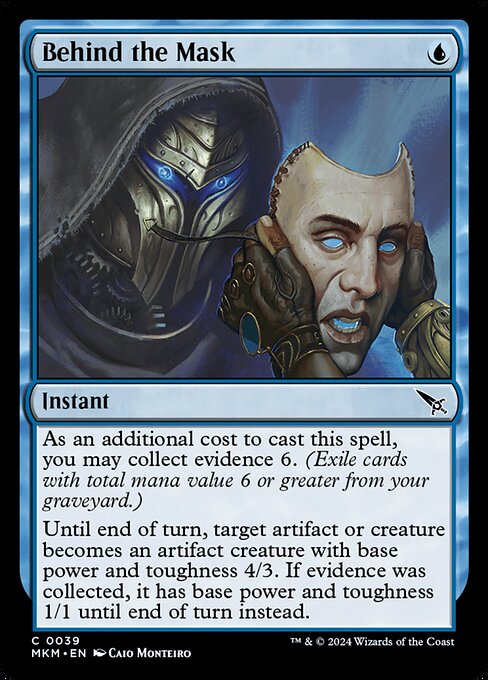 Behind the Mask
Instant
As an additional cost to cast this spell,
you may collect evidence 6. (Exile cards
with total mana value 6 or greater from your
graveyard.)
Until end of turn, target artifact or creature
becomes an artifact creature with base
power and toughness 4/3. If evidence was
collected, it has base power and toughness
1/1 until end of turn instead.
C 0039
MKM • EN Caio Monteiro
™ & © 2024 Wizards of the Coast